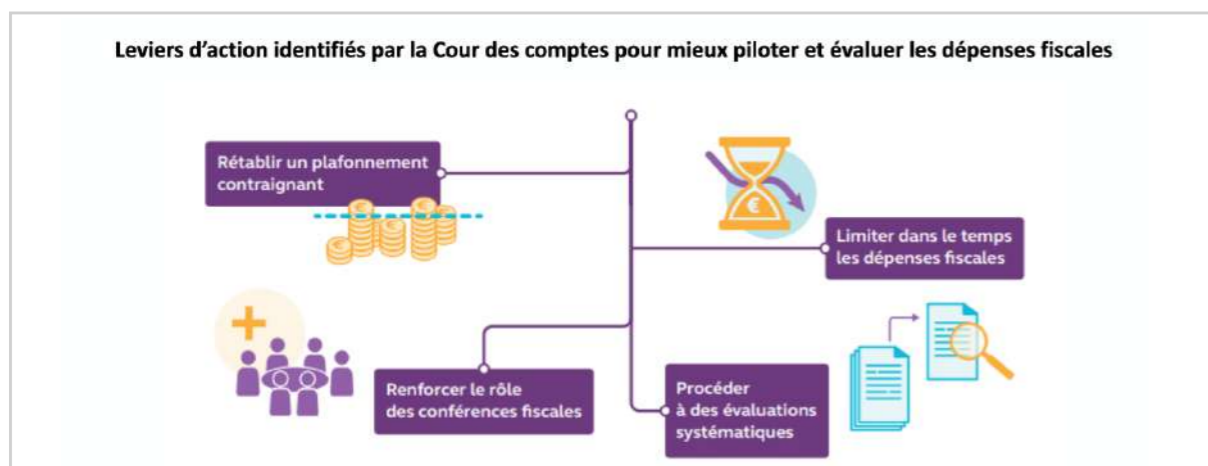 Leviers d'action identifiés par la Cour des comptes pour mieux piloter et évaluer les dépenses fiscales
Rétablir un plafonnement
contraignant
Limiter dans le temps
les dépenses fiscales
Renforcer le rôle
des conférences fiscales
Procéder
à des évaluations
systématiques